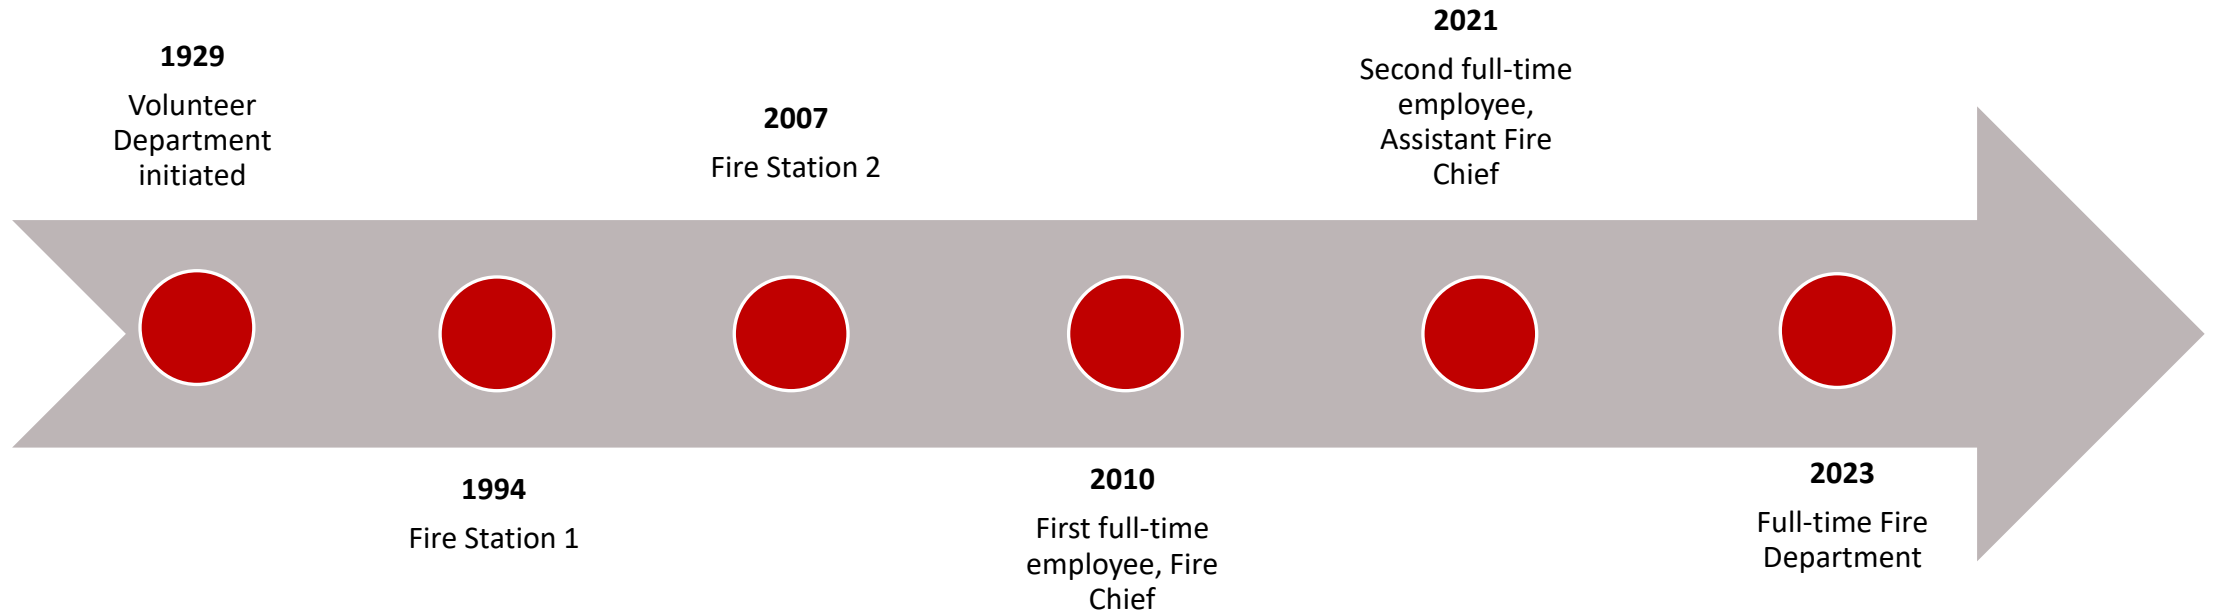 1929
Volunteer
Department
initiated
1994
Fire Station 1
2007
Fire Station 2
2010
First full-time
employee, Fire
Chief
2021
Second full-time
employee,
Assistant Fire
Chief
2023
Full-time Fire
Department